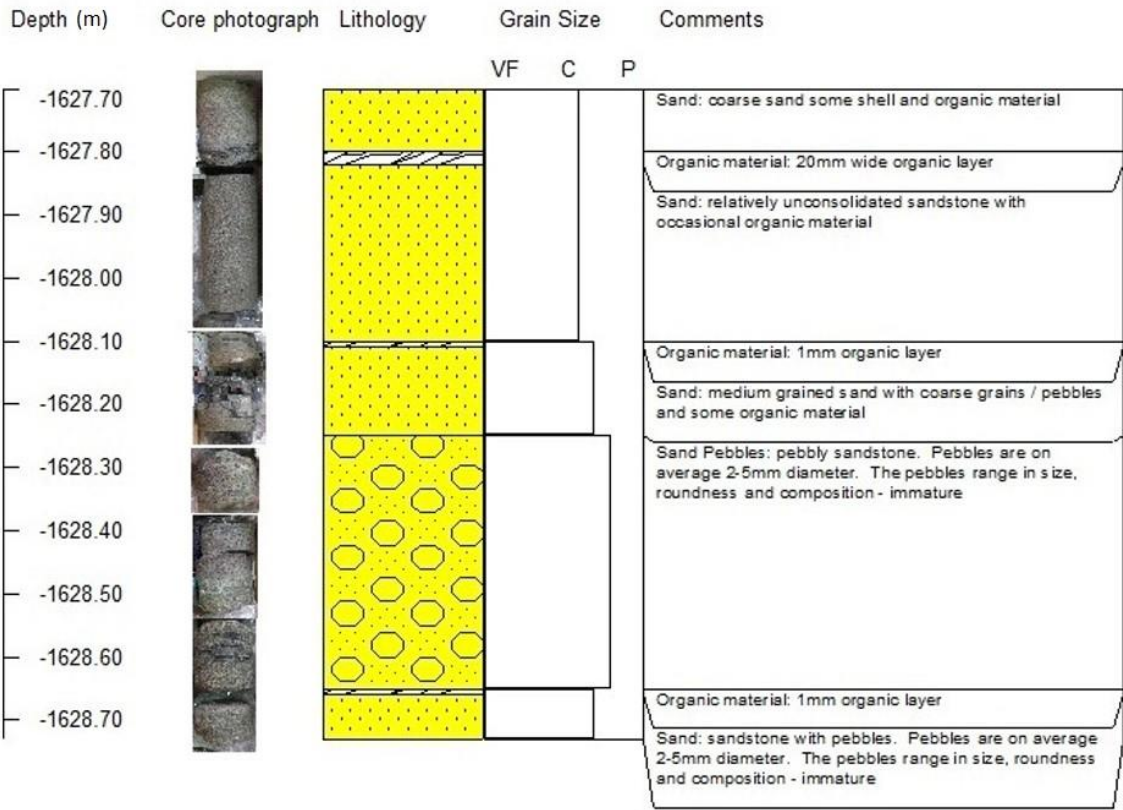 Depth (m) Core photograph Lithology Grain Size Comments
VF C P
-1627.70
-1627.80
-1627.90
-1628.00
-1628.10
-1628.20
-1628.30
-1628.40
-1628.50
-1628.60
-1628.70
Sand: coarse sand some shell and organic material
Organic material: 20mm wide organic layer
Sand: relatively unconsolidated sandstone with
occasional organic material
Organic material: 1mm organic layer
Sand: medium grained sand with coarse grains / pebbles
and some organic material
Sand Pebbles: pebbly sandstone. Pebbles are on
average 2-5mm diameter. The pebbles range in size,
roundness and composition - immature
Organic material: 1mm organic layer
Sand: sandstone with pebbles. Pebbles are on average
2-5mm diameter. The pebbles range in size, roundness
and composition - immature